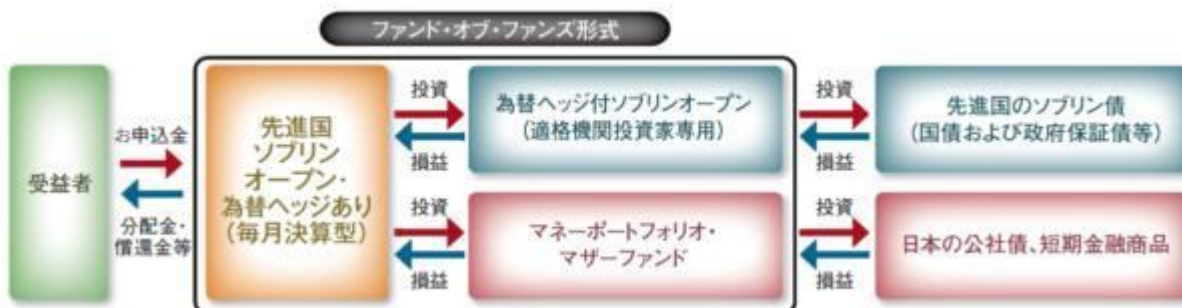 ファンド・オブ・ファンズ形式
受益者
お申込金
分配金・
償還金等
先進国
ソブリン
オープン・
為替ヘッジあり
(毎月決算型)
投資
損益
投資
損益
為替ヘッジ付ソブリンオープン
(適格機関投資家専用)
マネーポートフォリオ・
マザーファンド
投資
損益
投資
損益
先進国のソブリン債
(国債および政府保証債等)
日本の公社債、短期金融商品